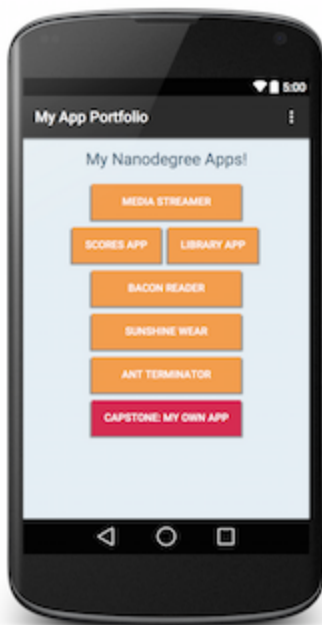 5:00
My App Portfolio
My Nanodegree Apps!
MEDIA STREAMER
SCORES APP LIBRARY APP
BACON READER
SUNSHINE WEAR
ANT TERMINATOR
CAPSTONE: MY OWN APP